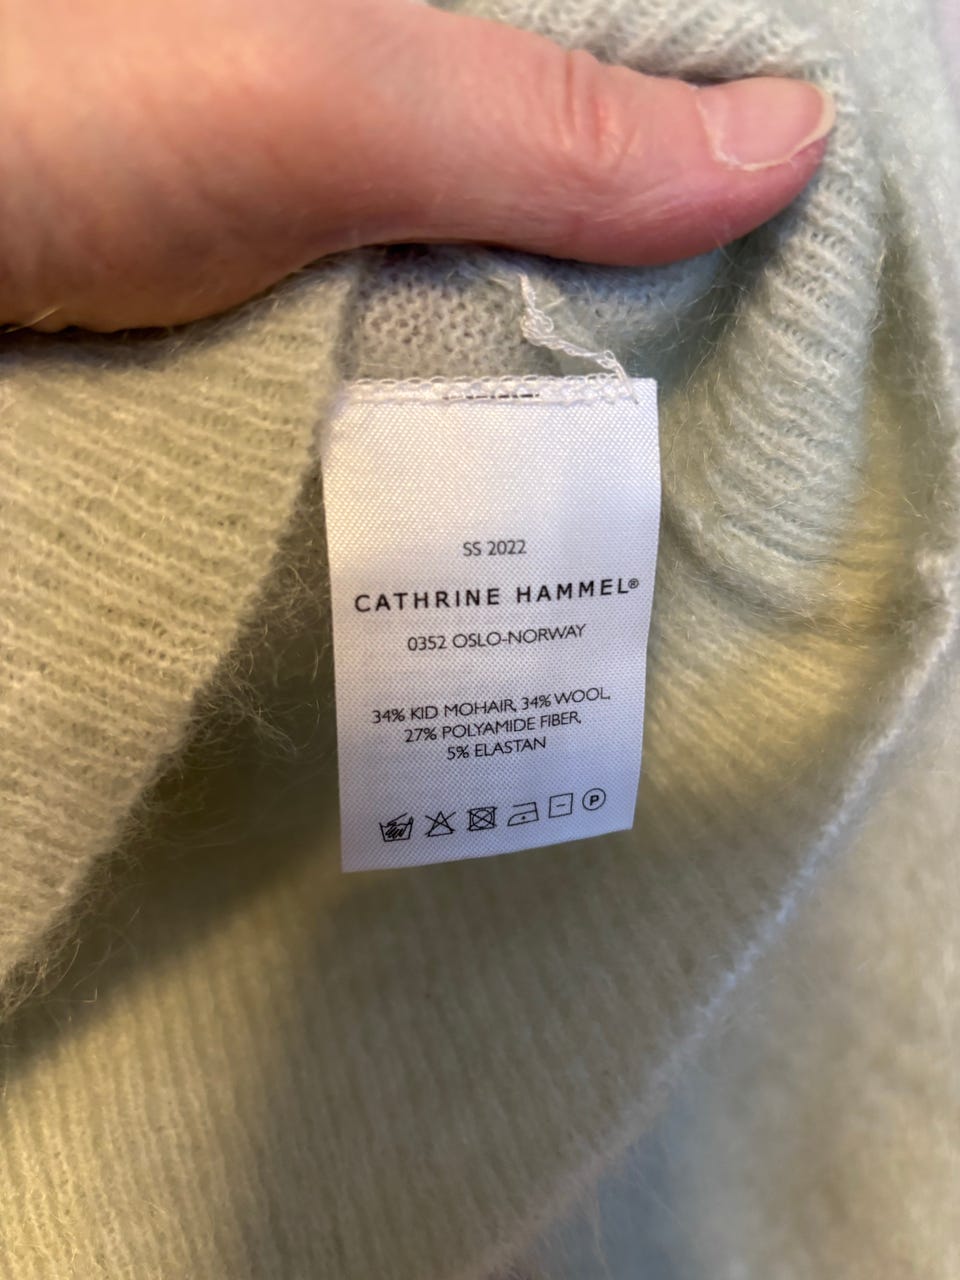 SS 2022
CATHRINE HAMMEL®
0352 OSLO-NORWAY
34% KID MOHAIR, 34% WOOL,
27% POLYAMIDE FIBER,
5% ELASTAN
P